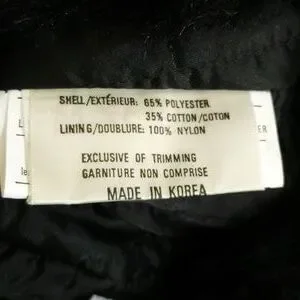 SHELL/EXTÉRIEUR: 65% POLYESTER
35% COTTON/COTON
LINING/DOUBLURE: 100% NYLON
EXCLUSIVE OF TRIMMING
GARNITURE NON COMPRISE
MADE IN KOREA